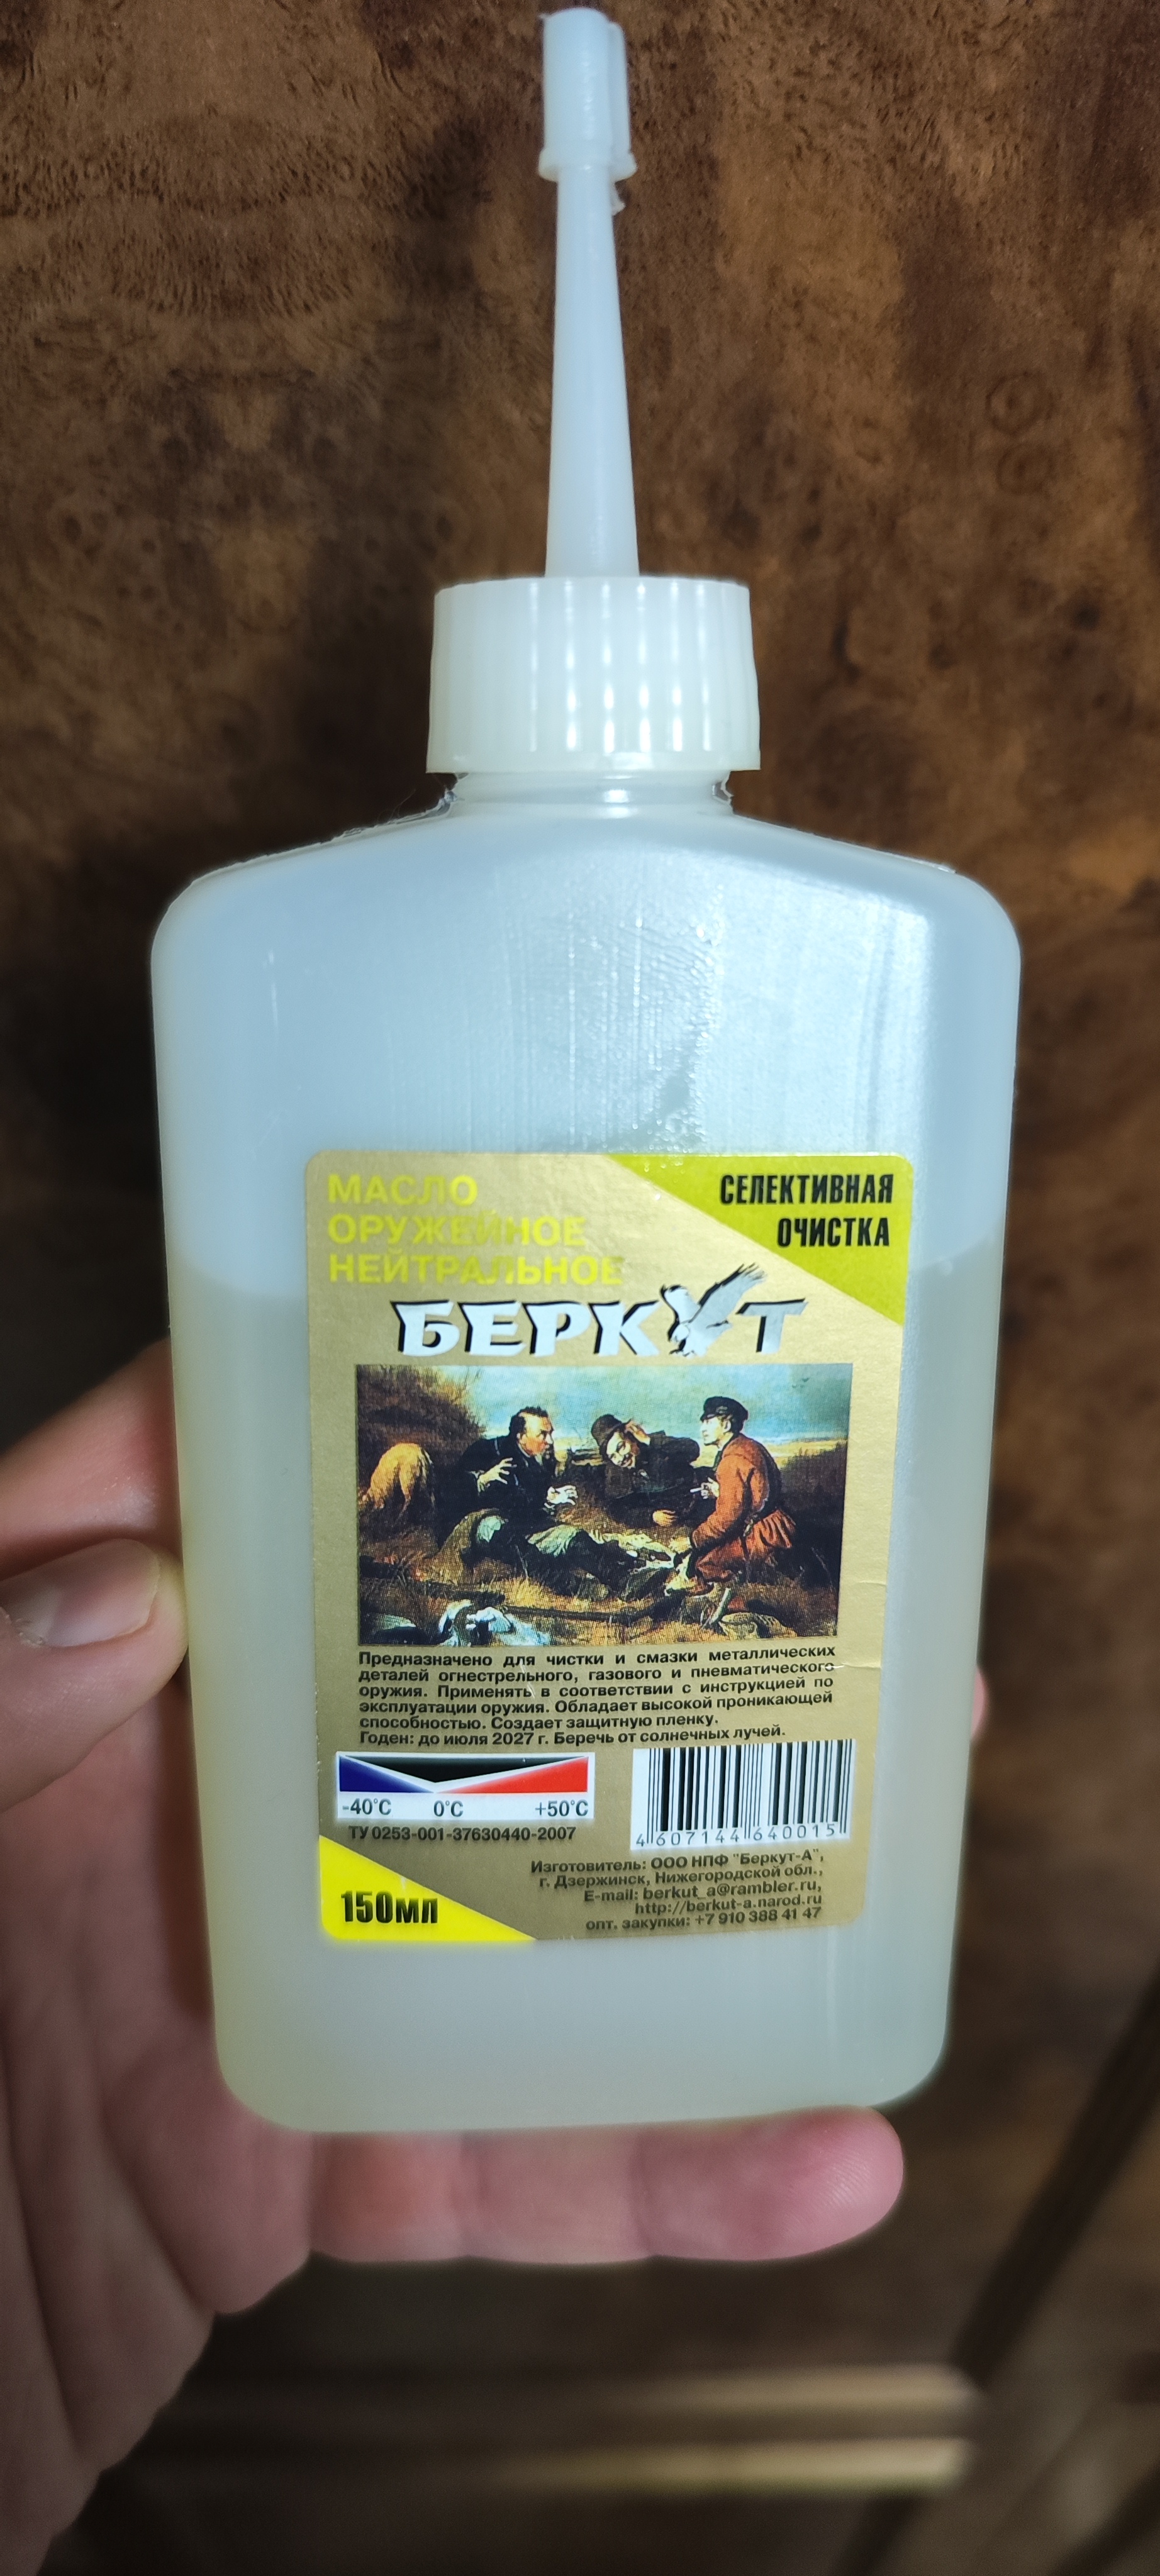 МАСЛО
ОРУЖЕЙНОЕ
НЕЙТРАЛЬНОЕ
СЕЛЕКТИВНАЯ
ОЧИСТКА
БЕРКУТ
Предназначено для чистки и смазки металлических
деталей огнестрельного, газового и пневматического
оружия. Применять в соответствии с инструкцией по
эксплуатации оружия. Обладает высокой проникающей
способностью. Создает защитную пленку.
Годен: до июля 2027 г. Беречь от солнечных лучей.
-40°C 0°C +50°C
ТУ 0253-001-37630440-2007
4 607144 640015
Изготовитель: ООО НПФ "Беркут-А",
г. Дзержинск, Нижегородской обл.,
E-mail: berkut_a@rambler.ru,
http://berkut-a.narod.ru
опт. закупки: +7 910 388 41 47
150мл